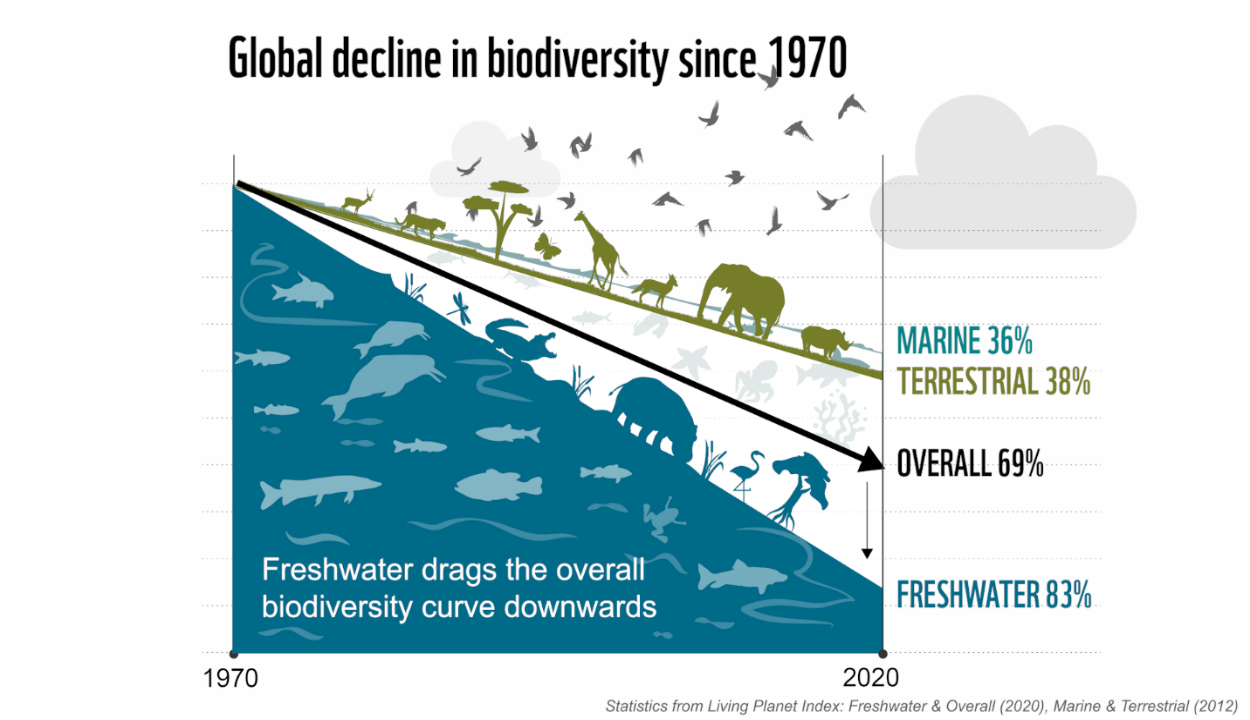 Global decline in biodiversity since 1970
MARINE 36%
TERRESTRIAL 38%
OVERALL 69%
Freshwater drags the overall
biodiversity curve downwards
FRESHWATER 83%
1970
2020
Statistics from Living Planet Index: Freshwater & Overall (2020), Marine & Terrestrial (2012)